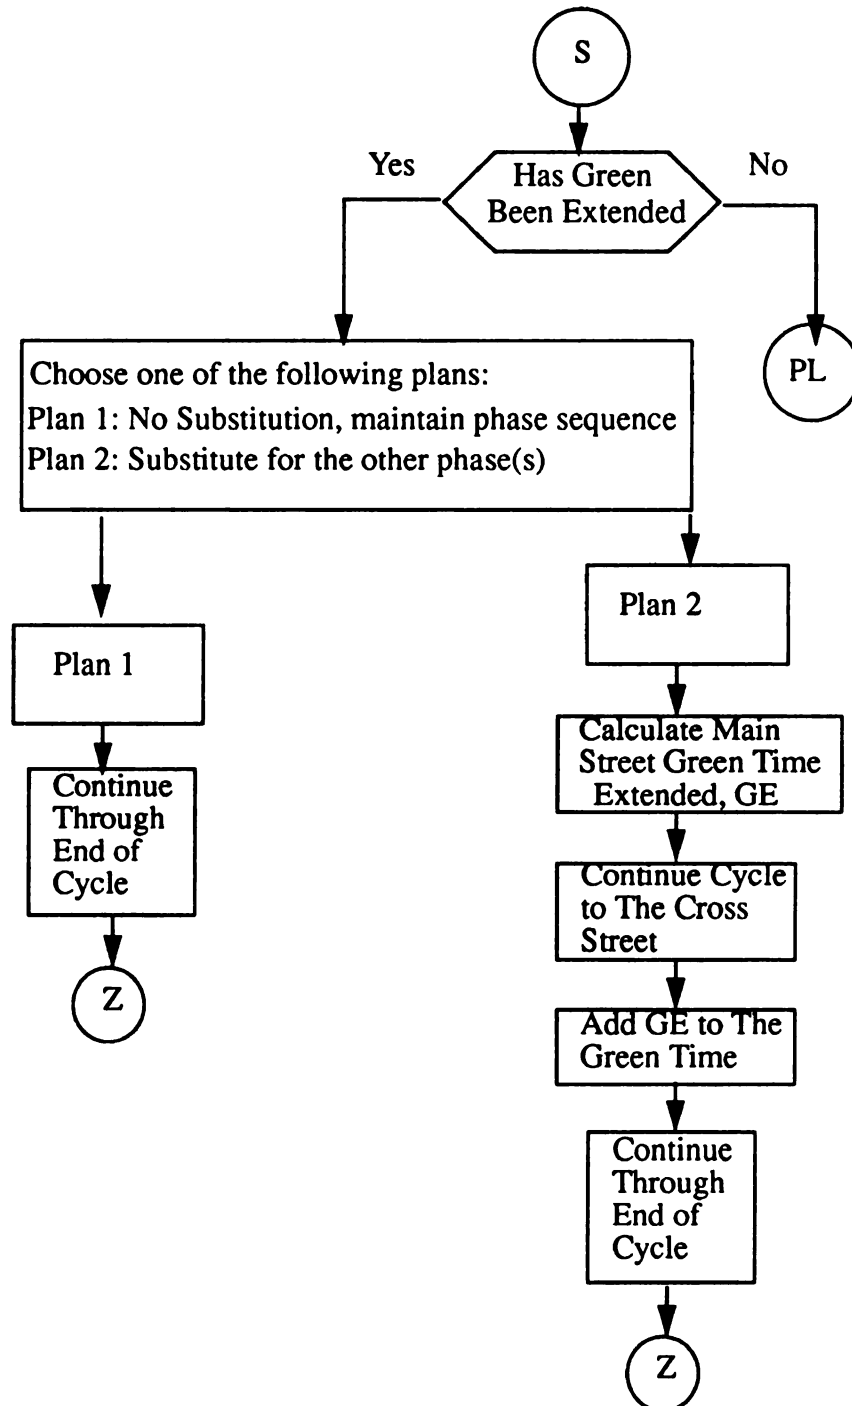 S
Yes
Has Green
Been Extended
No
PL
Choose one of the following plans:
Plan 1: No Substitution, maintain phase sequence
Plan 2: Substitute for the other phase(s)
Plan 1
Continue
Through
End of
Cycle
Z
Plan 2
Calculate Main
Street Green Time
Extended, GE
Continue Cycle
to The Cross
Street
Add GE to The
Green Time
Continue
Through
End of
Cycle
Z